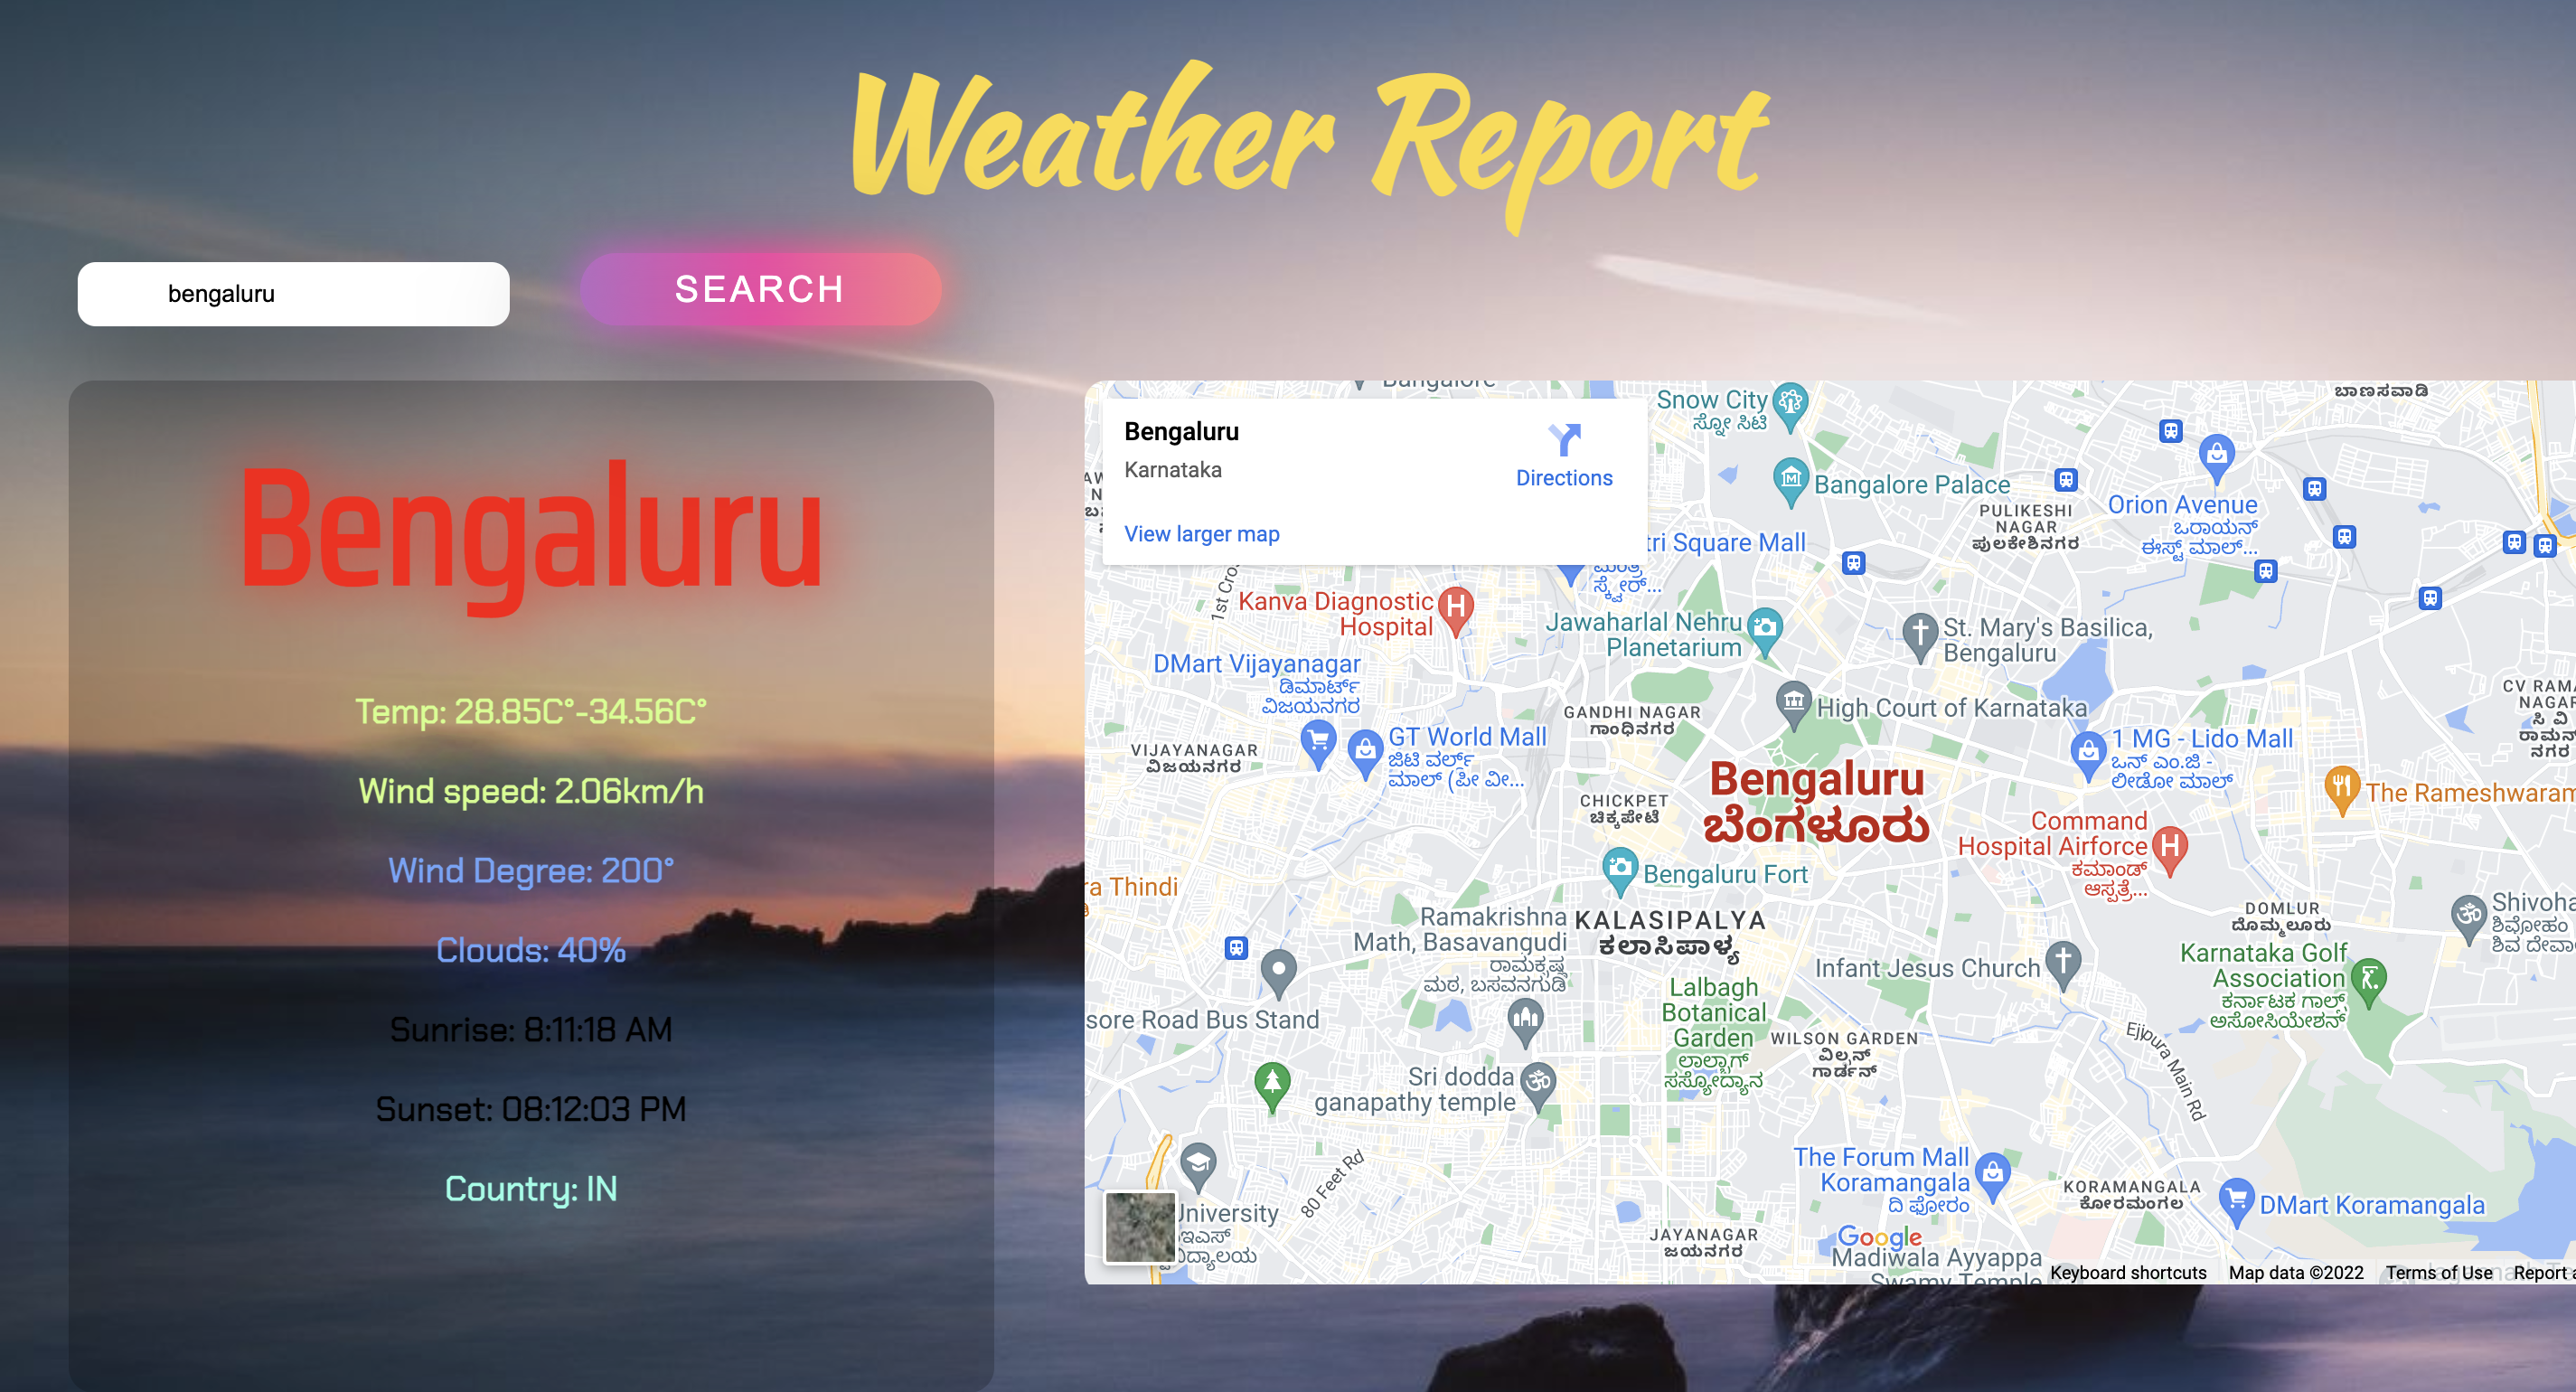 Weather Report
bengaluru
SEARCH
Bengaluru
Temp: 28.85C°-34.56C°
Wind speed: 2.06km/h
Wind Degree: 200°
Clouds: 40%
Sunrise: 8:11:18 AM
Sunset: 08:12:03 PM
Country: IN
Bangalore
Bengaluru
Karnataka
Directions
View larger map
Snow City
ಸ್ನೋ ಸಿಟಿ
ಬಾಣಸವಾಡಿ
Bangalore Palace
PULIKESHI
NAGAR
ಪುಲಕೇಶಿನಗರ
Orion Avenue
ಒರಾಯನ್
ಈಸ್ಟ್ ಮಾಲ್...
tri Square Mall
ಮಂತ್ರಿ
ಸ್ಕ್ವೇರ್...
1st Cro
Kanva Diagnostic
Hospital
Jawaharlal Nehru
Planetarium
St. Mary's Basilica,
Bengaluru
DMart Vijayanagar
ಡಿಮಾರ್ಟ್
ವಿಜಯನಗರ
GANDHI NAGAR
ಗಾಂಧಿನಗರ
High Court of Karnataka
CV RAMA
NAGAR
ಸಿ ವಿ
ರಾಮನ್
ನಗರ
VIJAYANAGAR
ವಿಜಯನಗರ
GT World Mall
ಜಿಟಿ ವರ್ಲ್ಡ್
ಮಾಲ್ (ಪೀ ವೀ...
1 MG - Lido Mall
ಒನ್ ಎಂ.ಜಿ -
ಲೀಡೋ ಮಾಲ್
Bengaluru
ಬೆಂಗಳೂರು
CHICKPET
ಚಿಕ್ಕಪೇಟೆ
The Rameshwaram
Command
Hospital Airforce
ಕಮಾಂಡ್
ಆಸ್ಪತ್ರೆ...
Bengaluru Fort
ra Thindi
Ramakrishna
Math, Basavangudi
ರಾಮಕೃಷ್ಣ
ಮಠ, ಬಸವನಗುಡಿ
KALASIPALYA
ಕಲಾಸಿಪಾಳ್ಯ
DOMLUR
ದೊಮ್ಮಲೂರು
Shivoha
ಶಿವೋಹಂ
ಶಿವ ದೇವಾ
Infant Jesus Church
Karnataka Golf
Association
ಕರ್ನಾಟಕ ಗಾಲ್ಫ್
ಅಸೋಸಿಯೇಶನ್
Lalbagh
Botanical
Garden
ಲಾಲ್ಬಾಗ್
ಸಸ್ಯೋದ್ಯಾನ
sore Road Bus Stand
WILSON GARDEN
ವಿಲ್ಸನ್
ಗಾರ್ಡನ್
Ejipura Main Rd
Sri dodda
ganapathy temple
80 Feet Rd
The Forum Mall
Koramangala
ದಿ ಫೋರಂ
KORAMANGALA
ಕೋರಮಂಗಲ
DMart Koramangala
University
JAYANAGAR
ಜಯನಗರ
Google
Madiwala Ayyappa
Swamy Temple
Keyboard shortcuts
Map data ©2022
Terms of Use
Report a